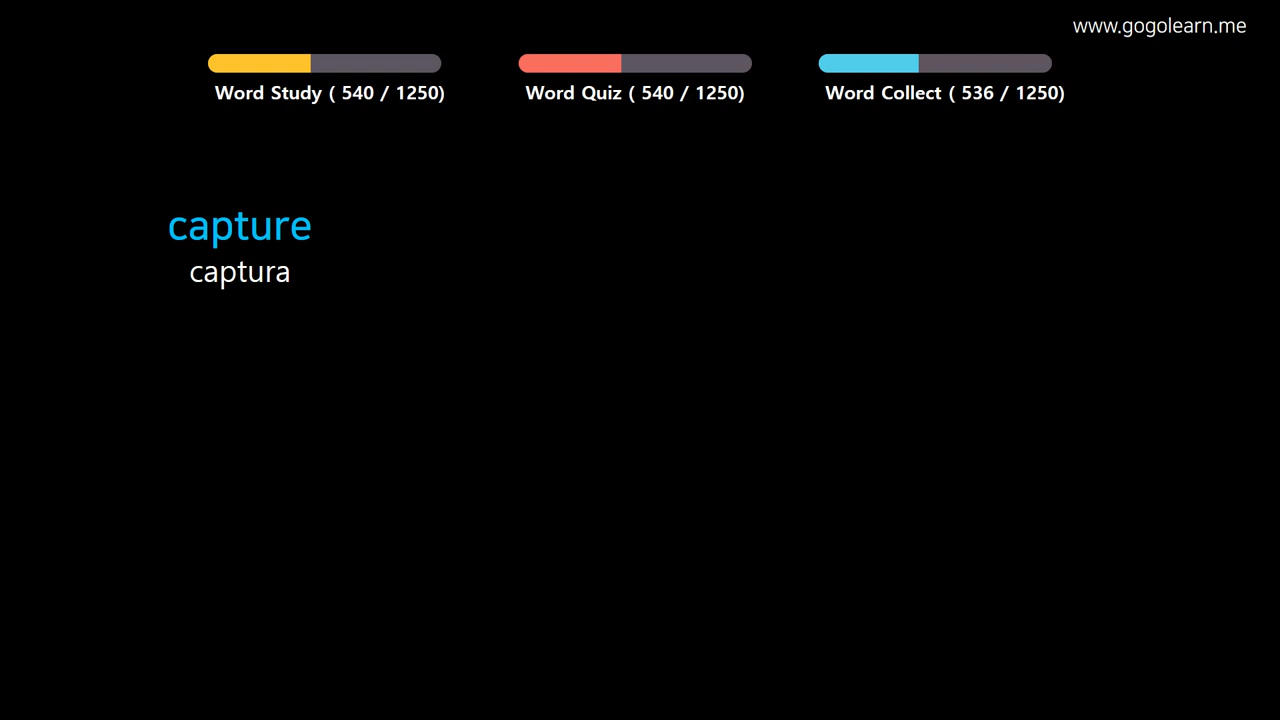 www.gogolearn.me
Word Study ( 540 / 1250)
Word Quiz ( 540 / 1250)
Word Collect ( 536 / 1250)
capture
captura